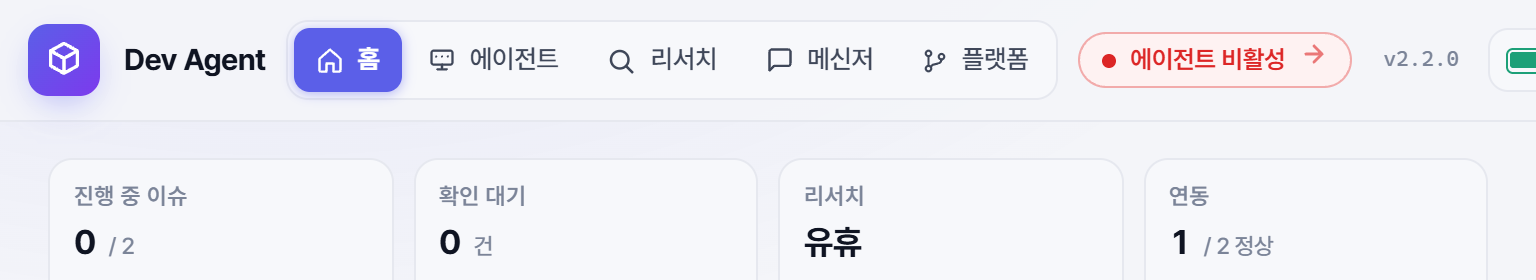 Dev Agent 홈 에이전트 리서치 메신저 플랫폼 에이전트 비활성 → v2.2.0
진행 중 이슈 확인 대기 리서치 연동
0 / 2 0 건 유휴 1 / 2 정상